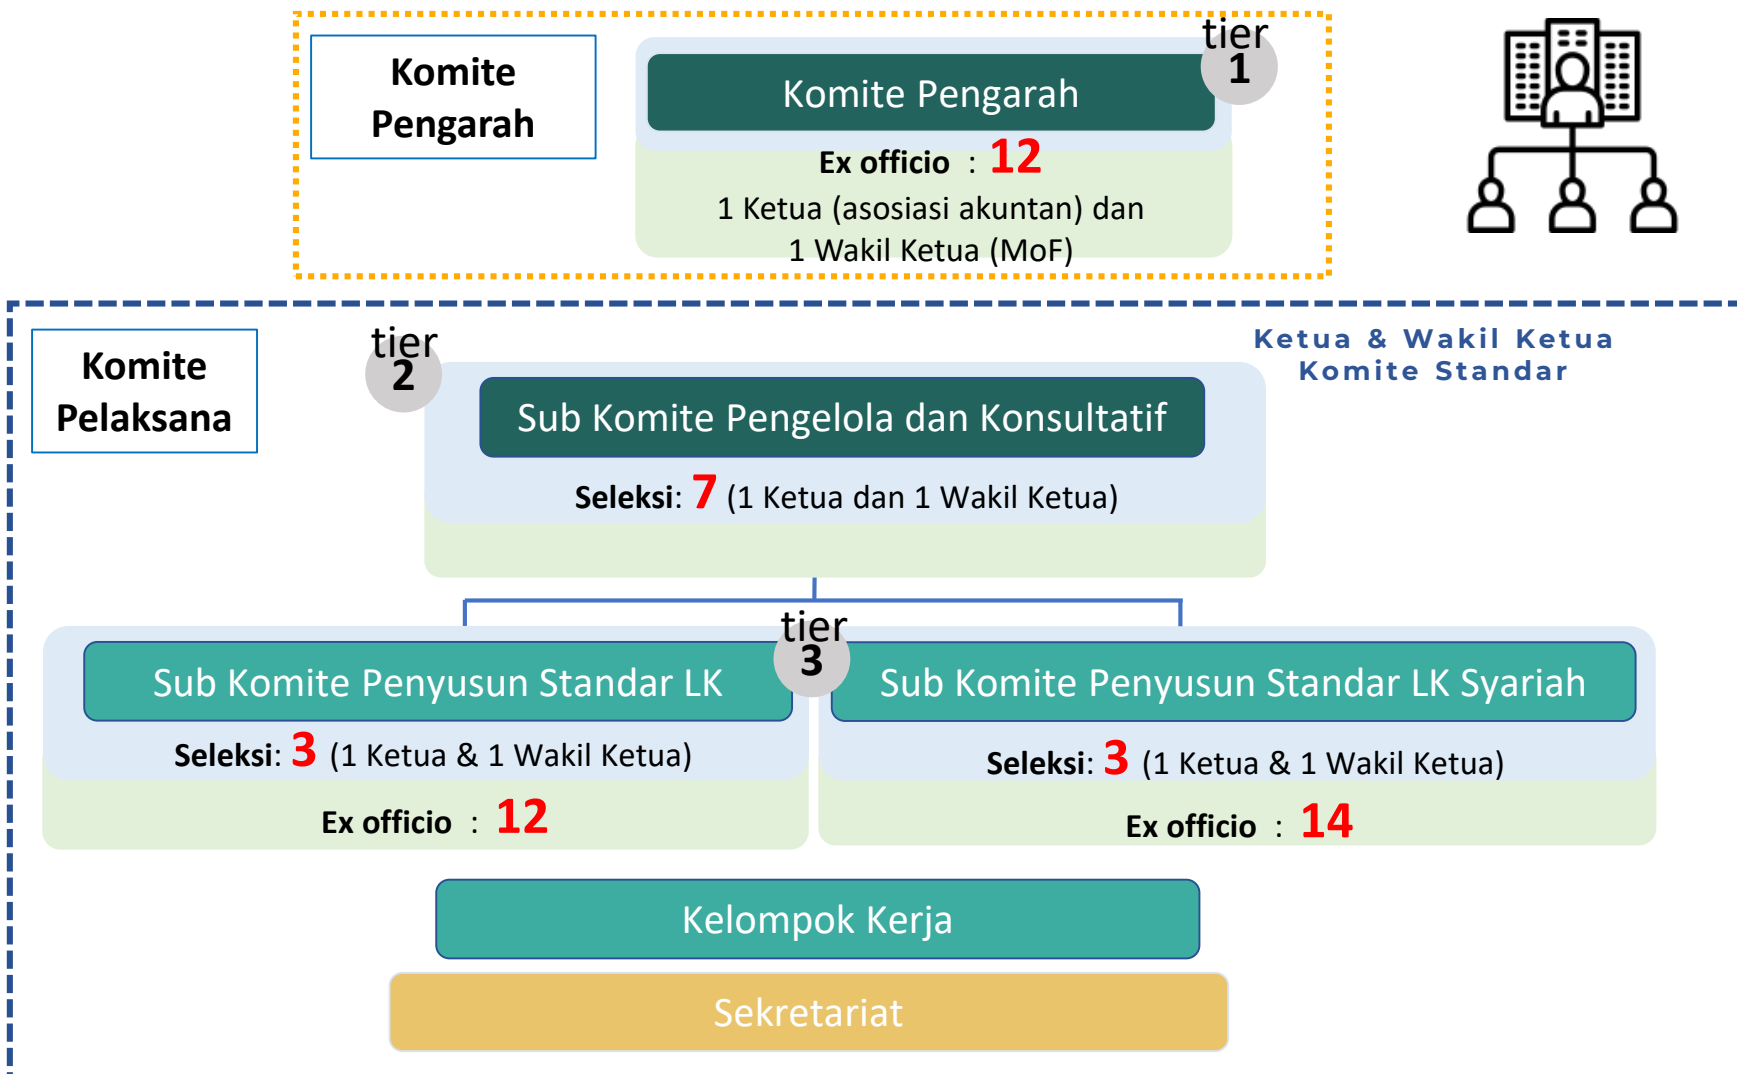 Komite
Pengarah
tier
1
Komite Pengarah
Ex officio : 12
1 Ketua (asosiasi akuntan) dan
1 Wakil Ketua (MoF)
Komite
Pelaksana
tier
2
Ketua & Wakil Ketua
Komite Standar
Sub Komite Pengelola dan Konsultatif
Seleksi: 7 (1 Ketua dan 1 Wakil Ketua)
tier
3
Sub Komite Penyusun Standar LK
Seleksi: 3 (1 Ketua & 1 Wakil Ketua)
Ex officio : 12
Sub Komite Penyusun Standar LK Syariah
Seleksi: 3 (1 Ketua & 1 Wakil Ketua)
Ex officio : 14
Kelompok Kerja
Sekretariat